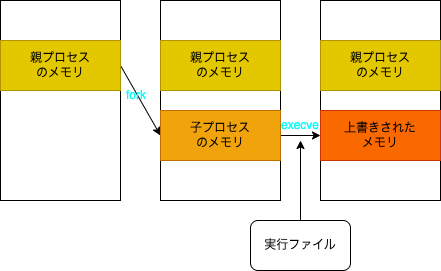 親プロセス
のメモリ
fork
親プロセス
のメモリ
子プロセス
のメモリ
execve
親プロセス
のメモリ
上書きされた
メモリ
実行ファイル